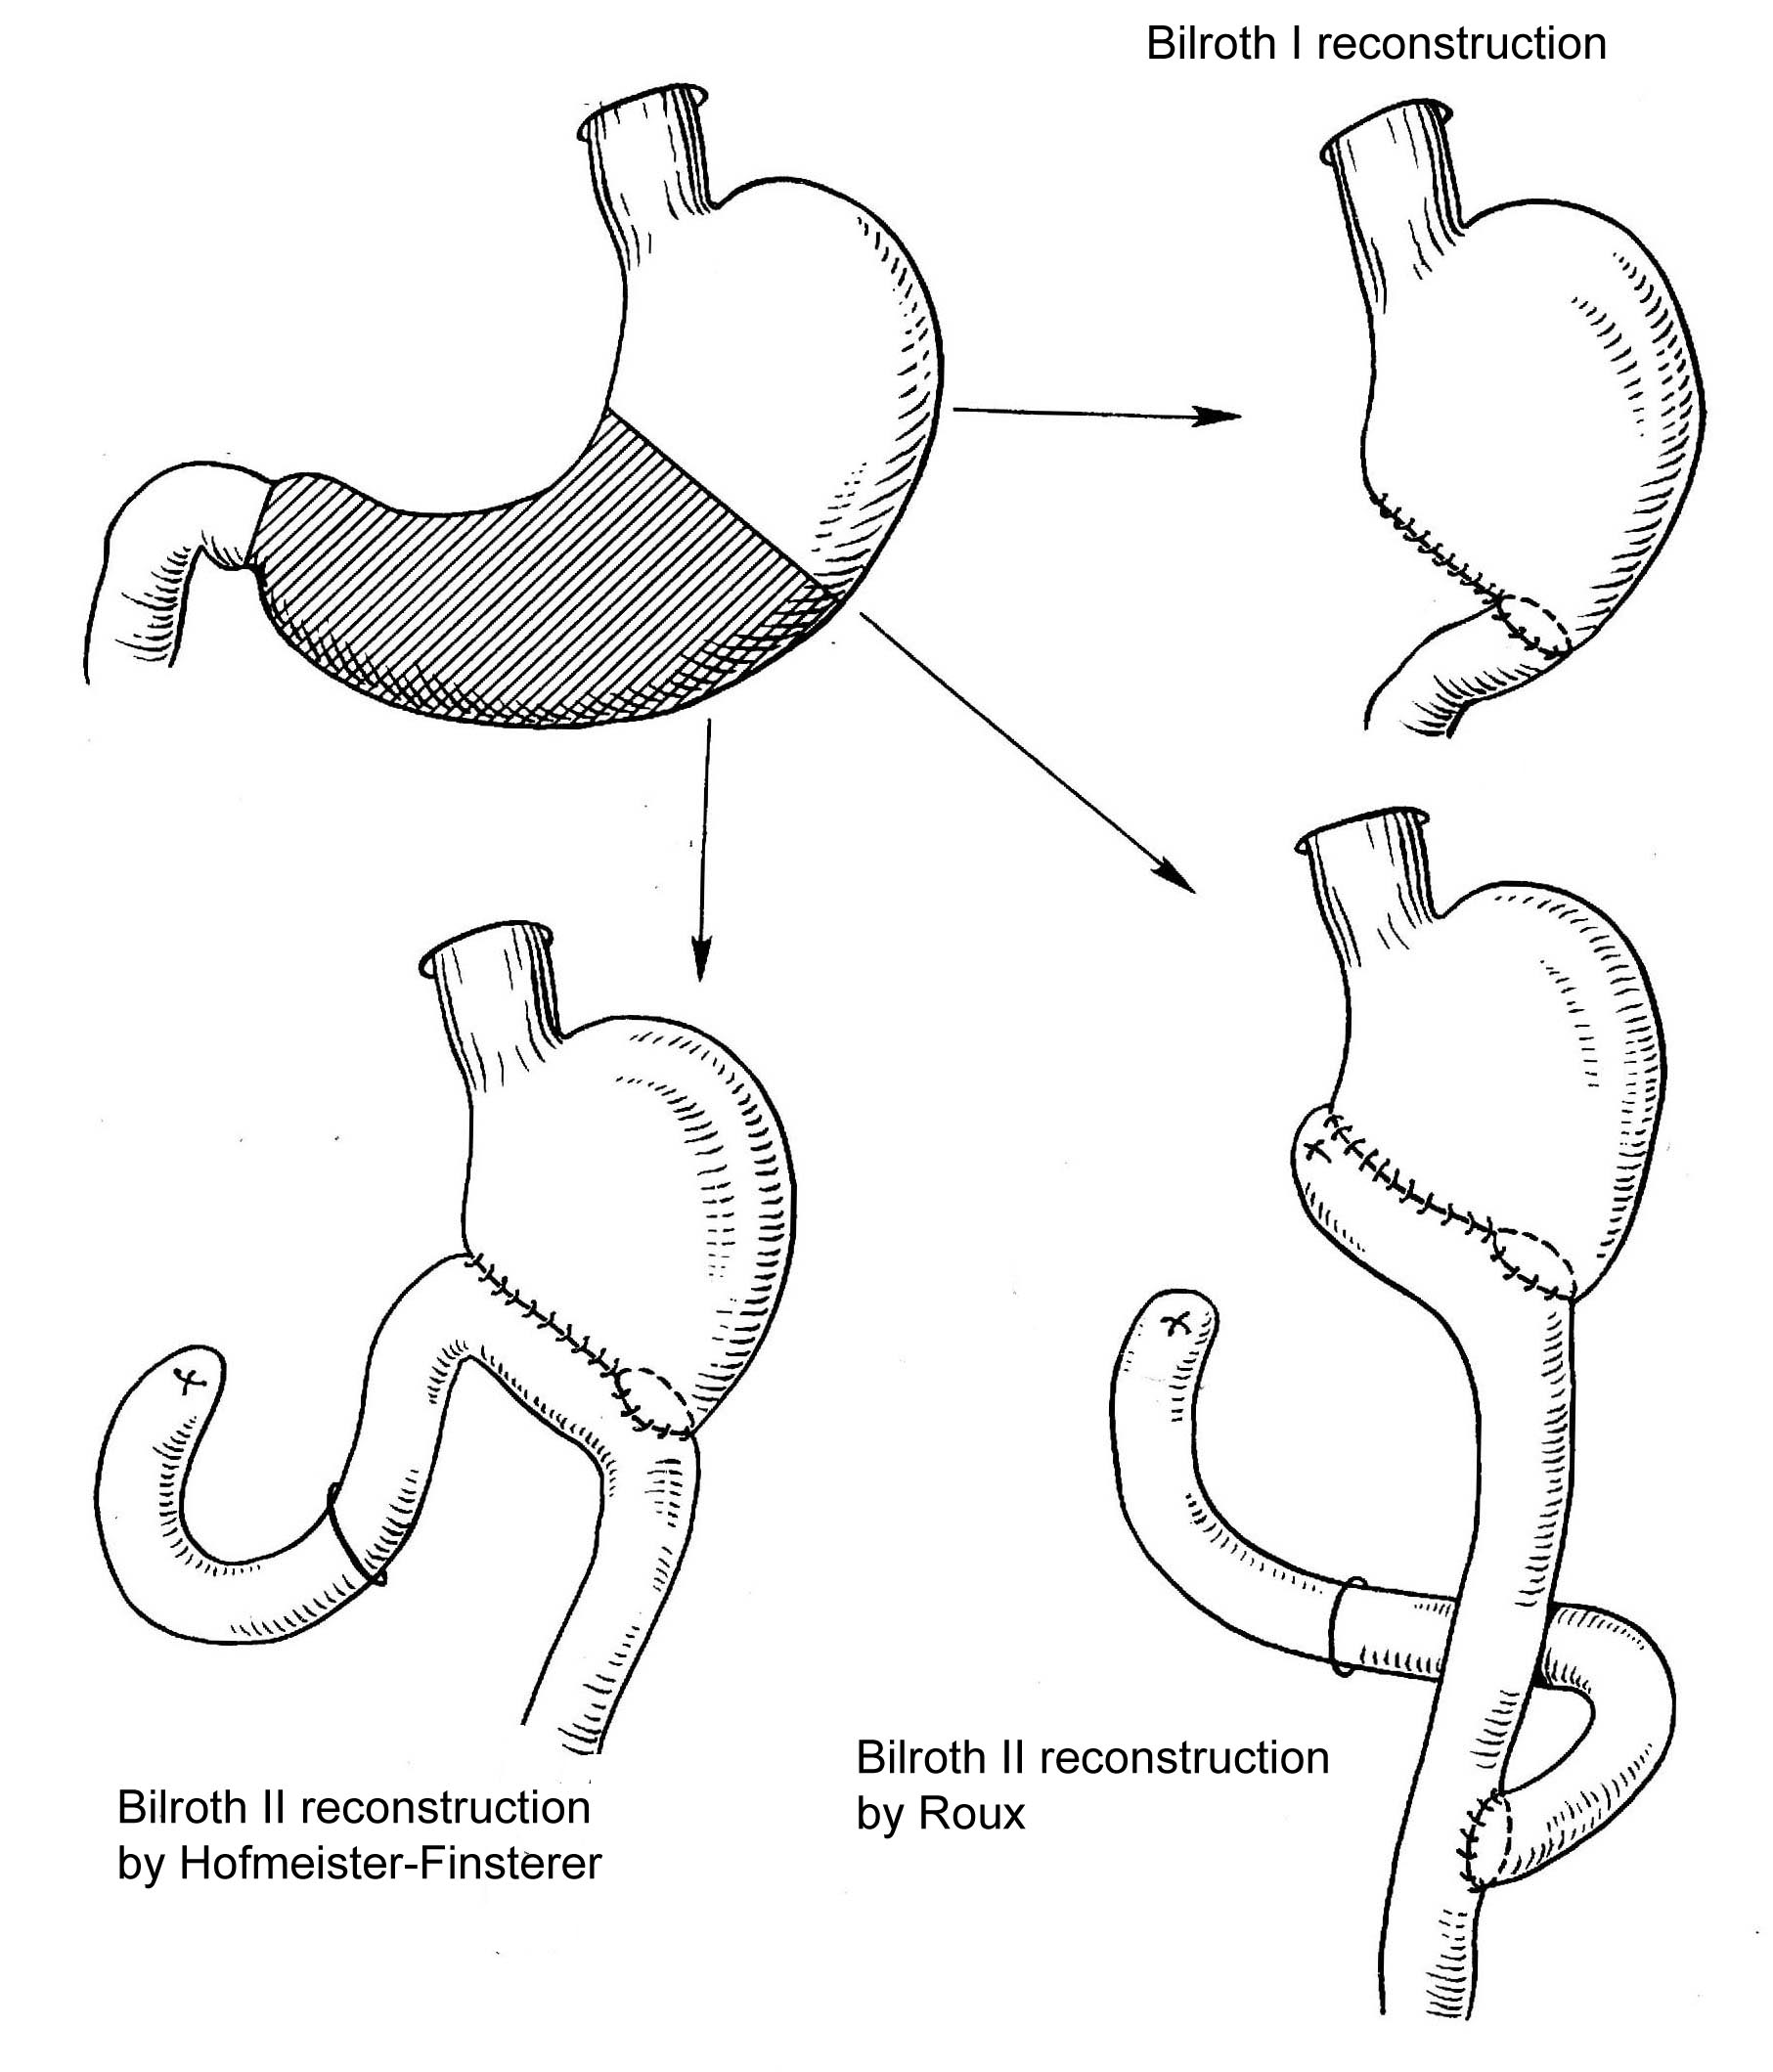 Bilroth I reconstruction
Bilroth II reconstruction
by Hofmeister-Finsterer
Bilroth II reconstruction
by Roux